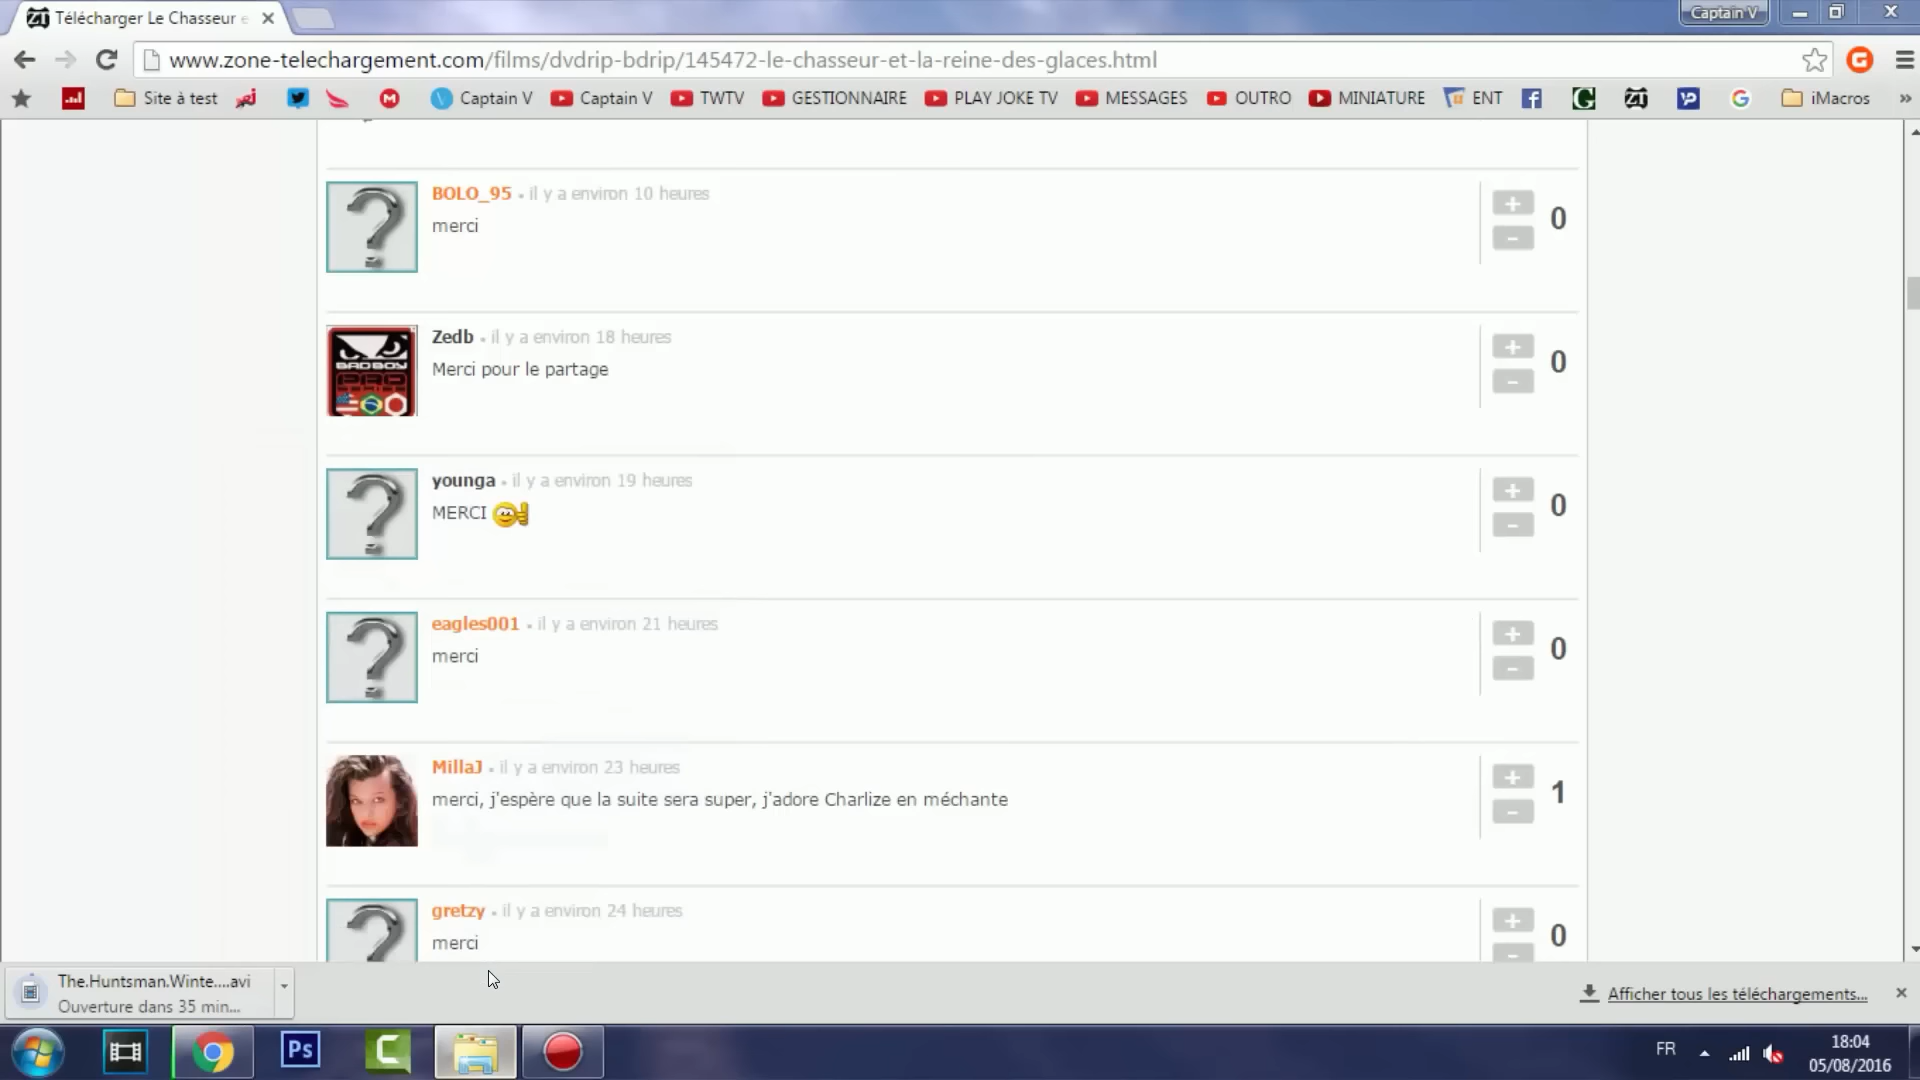 Télécharger Le Chasseur e
Captain V
www.zone-telechargement.com/films/dvdrip-bdrip/145472-le-chasseur-et-la-reine-des-glaces.html
Site à test Captain V Captain V TWTV GESTIONNAIRE PLAY JOKE TV MESSAGES OUTRO MINIATURE ENT iMacros »
BOLO_95 • il y a environ 10 heures
merci
+ 0
-
Zedb • il y a environ 18 heures
Merci pour le partage
BAD BOY
PRO
+ 0
-
younga • il y a environ 19 heures
MERCI
+ 0
-
eagles001 • il y a environ 21 heures
merci
+ 0
-
MillaJ • il y a environ 23 heures
merci, j'espère que la suite sera super, j'adore Charlize en méchante
+ 1
-
gretzy • il y a environ 24 heures
merci
+ 0
-
The.Huntsman.Winte....avi
Ouverture dans 35 min...
Afficher tous les téléchargements...
Ps
FR
18:04
05/08/2016